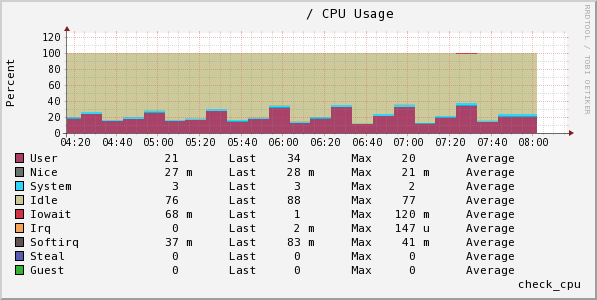 / CPU Usage
RRDTOOL / TOBI OETIKER
Percent
120
100
80
60
40
20
0
04:20 04:40 05:00 05:20 05:40 06:00 06:20 06:40 07:00 07:20 07:40 08:00
User 21 Last 34 Max 20 Average
Nice 27 m Last 28 m Max 21 m Average
System 3 Last 3 Max 2 Average
Idle 76 Last 88 Max 77 Average
Iowait 68 m Last 1 Max 120 m Average
Irq 0 Last 2 m Max 147 u Average
Softirq 37 m Last 83 m Max 41 m Average
Steal 0 Last 0 Max 0 Average
Guest 0 Last 0 Max 0 Average
check_cpu